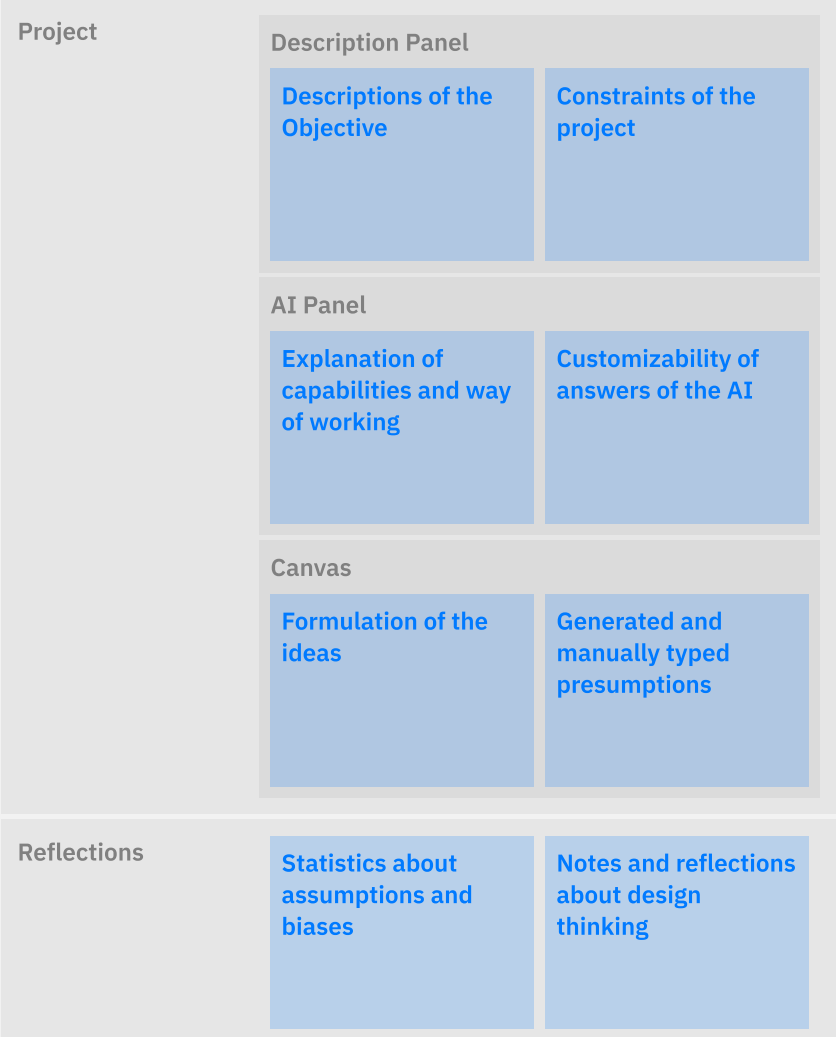 Project
Description Panel
Descriptions of the
Objective
Constraints of the
project
AI Panel
Explanation of
capabilities and way
of working
Customizability of
answers of the AI
Canvas
Formulation of the
ideas
Generated and
manually typed
presumptions
Reflections
Statistics about
assumptions and
biases
Notes and reflections
about design
thinking